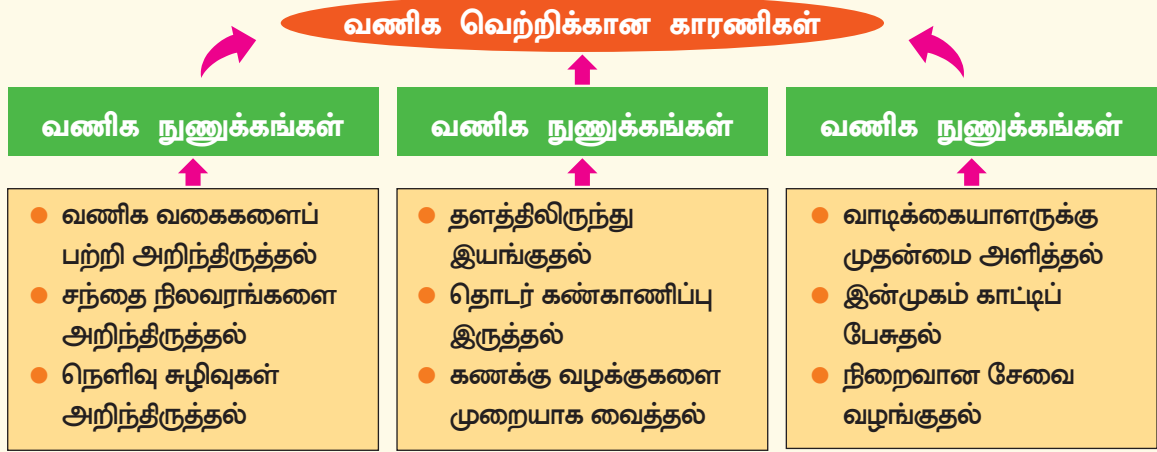 வணிக வெற்றிக்கான காரணிகள்
வணிக நுணுக்கங்கள்
வணிக வகைகளைப்
பற்றி அறிந்திருத்தல்
சந்தை நிலவரங்களை
அறிந்திருத்தல்
நெளிவு சுழிவுகள்
அறிந்திருத்தல்
வணிக நுணுக்கங்கள்
தளத்திலிருந்து
இயங்குதல்
தொடர் கண்காணிப்பு
இருத்தல்
கணக்கு வழக்குகளை
முறையாக வைத்தல்
வணிக நுணுக்கங்கள்
வாடிக்கையாளருக்கு
முதன்மை அளித்தல்
இன்முகம் காட்டிப்
பேசுதல்
நிறைவான சேவை
வழங்குதல்